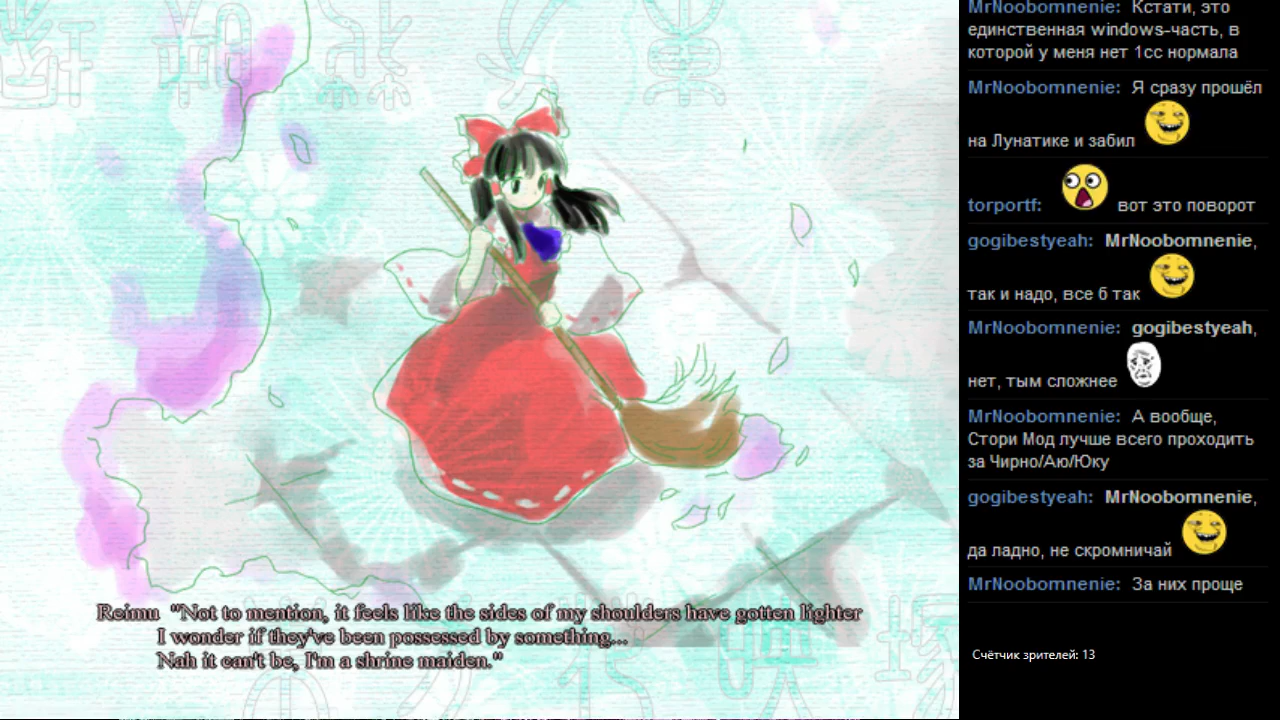 Reimu "Not to mention, it feels like the sides of my shoulders have gotten lighter
I wonder if they've been possessed by something...
Nah it can't be, I'm a shrine maiden."
MrNoobomnenie: Кстати, это
единственная windows-часть, в
которой у меня нет 1сс нормала
MrNoobomnenie: Я сразу прошёл
на Лунатике и забил
torportf: вот это поворот
gogibestyeah: MrNoobomnenie,
так и надо, все б так
MrNoobomnenie: gogibestyeah,
нет, тым сложнее
MrNoobomnenie: А вообще,
Стори Мод лучше всего проходить
за Чирно/Аю/Юку
gogibestyeah: MrNoobomnenie,
да ладно, не скромничай
MrNoobomnenie: За них проще
Счётчик зрителей: 13